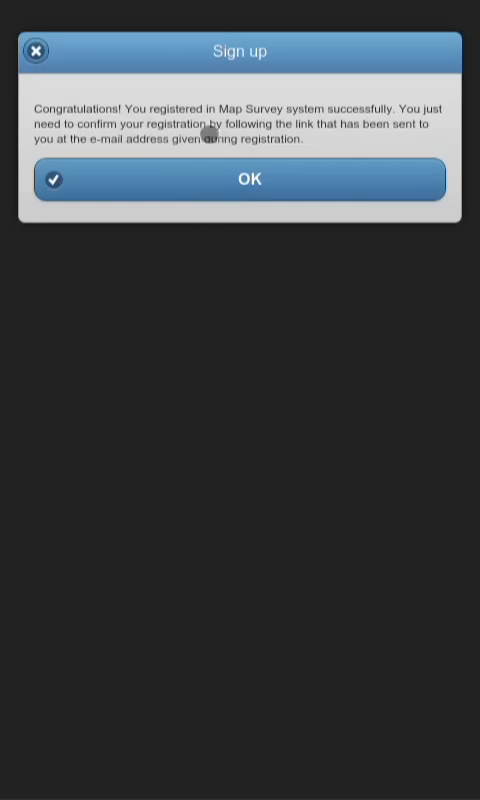 Sign up
Congratulations! You registered in Map Survey system successfully. You just
need to confirm your registration by following the link that has been sent to
you at the e-mail address given during registration.
OK